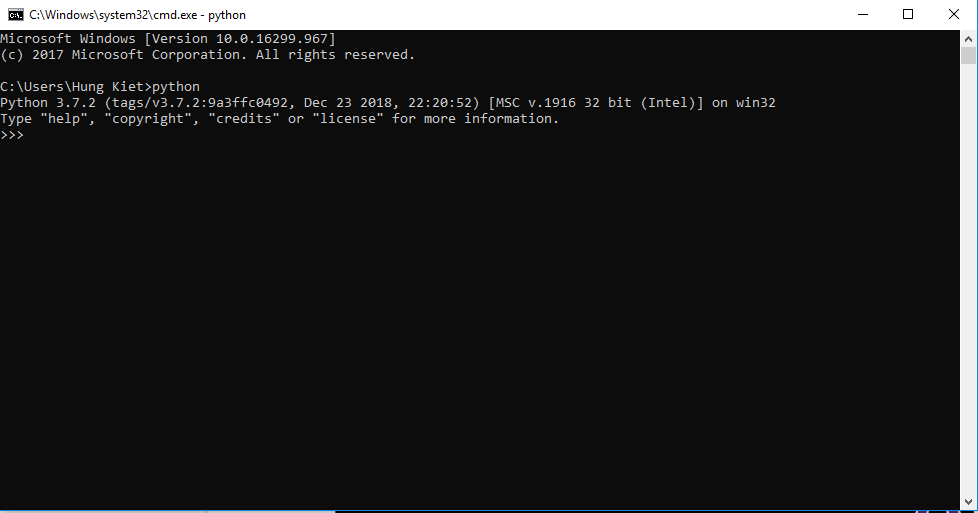 C:\Windows\system32\cmd.exe - python
Microsoft Windows [Version 10.0.16299.967]
(c) 2017 Microsoft Corporation. All rights reserved.
C:\Users\Hung Kiet>python
Python 3.7.2 (tags/v3.7.2:9a3ffc0492, Dec 23 2018, 22:20:52) [MSC v.1916 32 bit (Intel)] on win32
Type "help", "copyright", "credits" or "license" for more information.
>>>